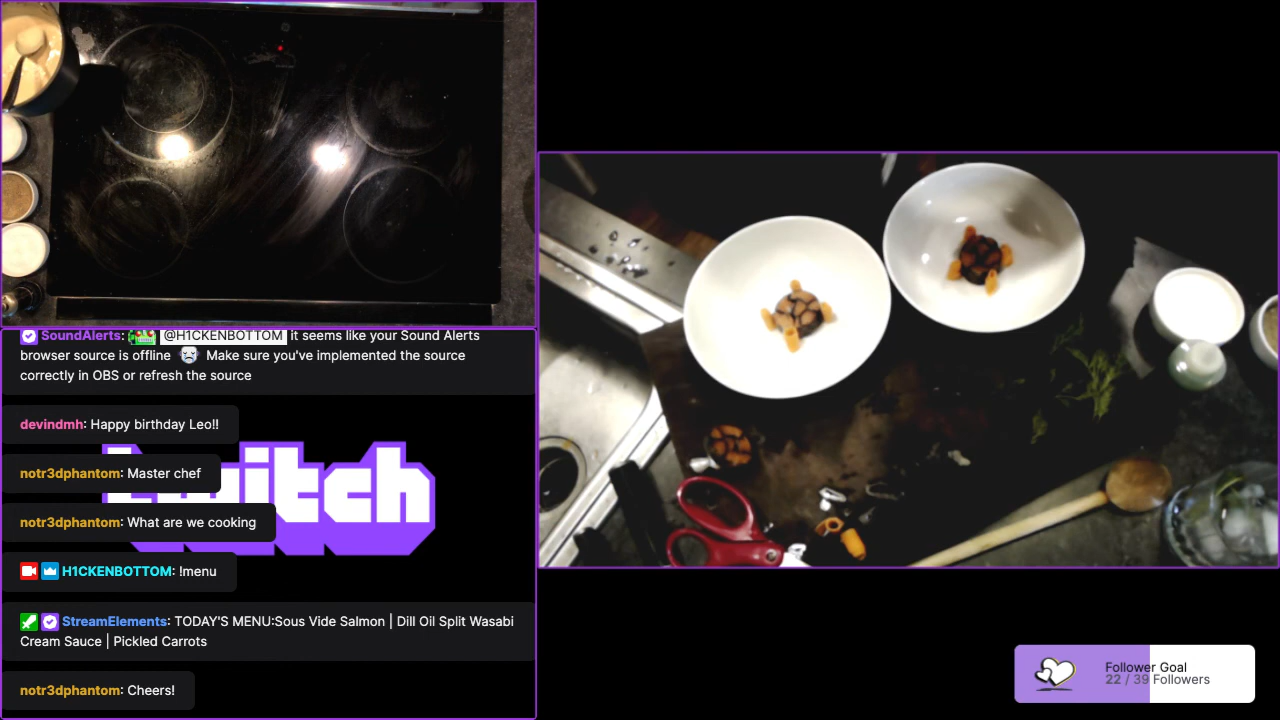 SoundAlerts: @H1CKENBOTTOM it seems like your Sound Alerts
browser source is offline Make sure you've implemented the source
correctly in OBS or refresh the source
devindmh: Happy birthday Leo!!
notr3dphantom: Master chef
twitch
notr3dphantom: What are we cooking
H1CKENBOTTOM: !menu
StreamElements: TODAY'S MENU:Sous Vide Salmon | Dill Oil Split Wasabi
Cream Sauce | Pickled Carrots
notr3dphantom: Cheers!
Follower Goal
22 / 39 Followers